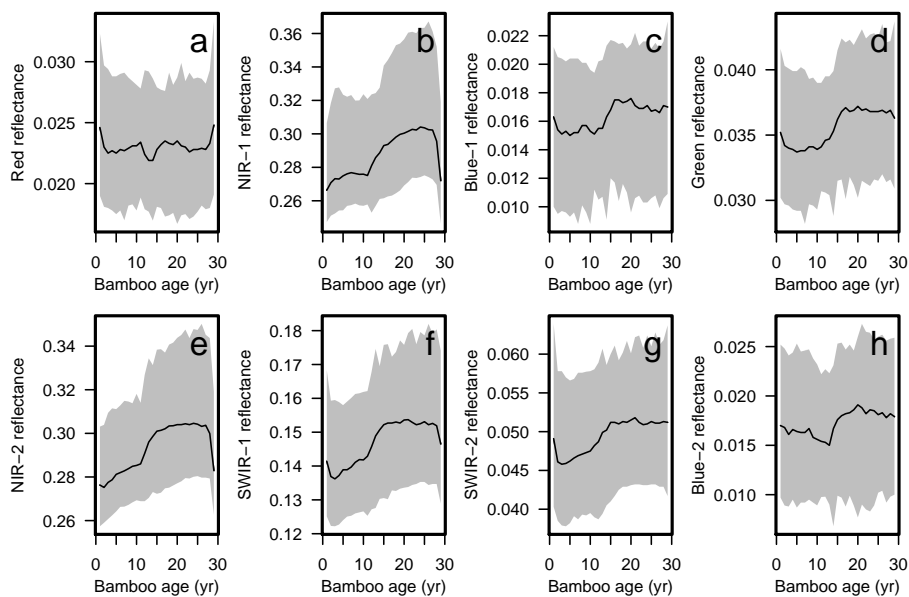 a
Red reflectance
0.030
0.025
0.020
0 10 20 30
Bamboo age (yr)
b
NIR−1 reflectance
0.36
0.32
0.30
0.28
0.26
0 10 20 30
Bamboo age (yr)
c
Blue−1 reflectance
0.022
0.020
0.018
0.016
0.014
0.012
0.010
0 10 20 30
Bamboo age (yr)
d
Green reflectance
0.040
0.035
0.030
0 10 20 30
Bamboo age (yr)
e
NIR−2 reflectance
0.34
0.32
0.30
0.28
0.26
0 10 20 30
Bamboo age (yr)
f
SWIR−1 reflectance
0.18
0.17
0.16
0.15
0.14
0.13
0.12
0 10 20 30
Bamboo age (yr)
g
SWIR−2 reflectance
0.060
0.055
0.050
0.045
0.040
0 10 20 30
Bamboo age (yr)
h
Blue−2 reflectance
0.025
0.020
0.015
0.010
0 10 20 30
Bamboo age (yr)